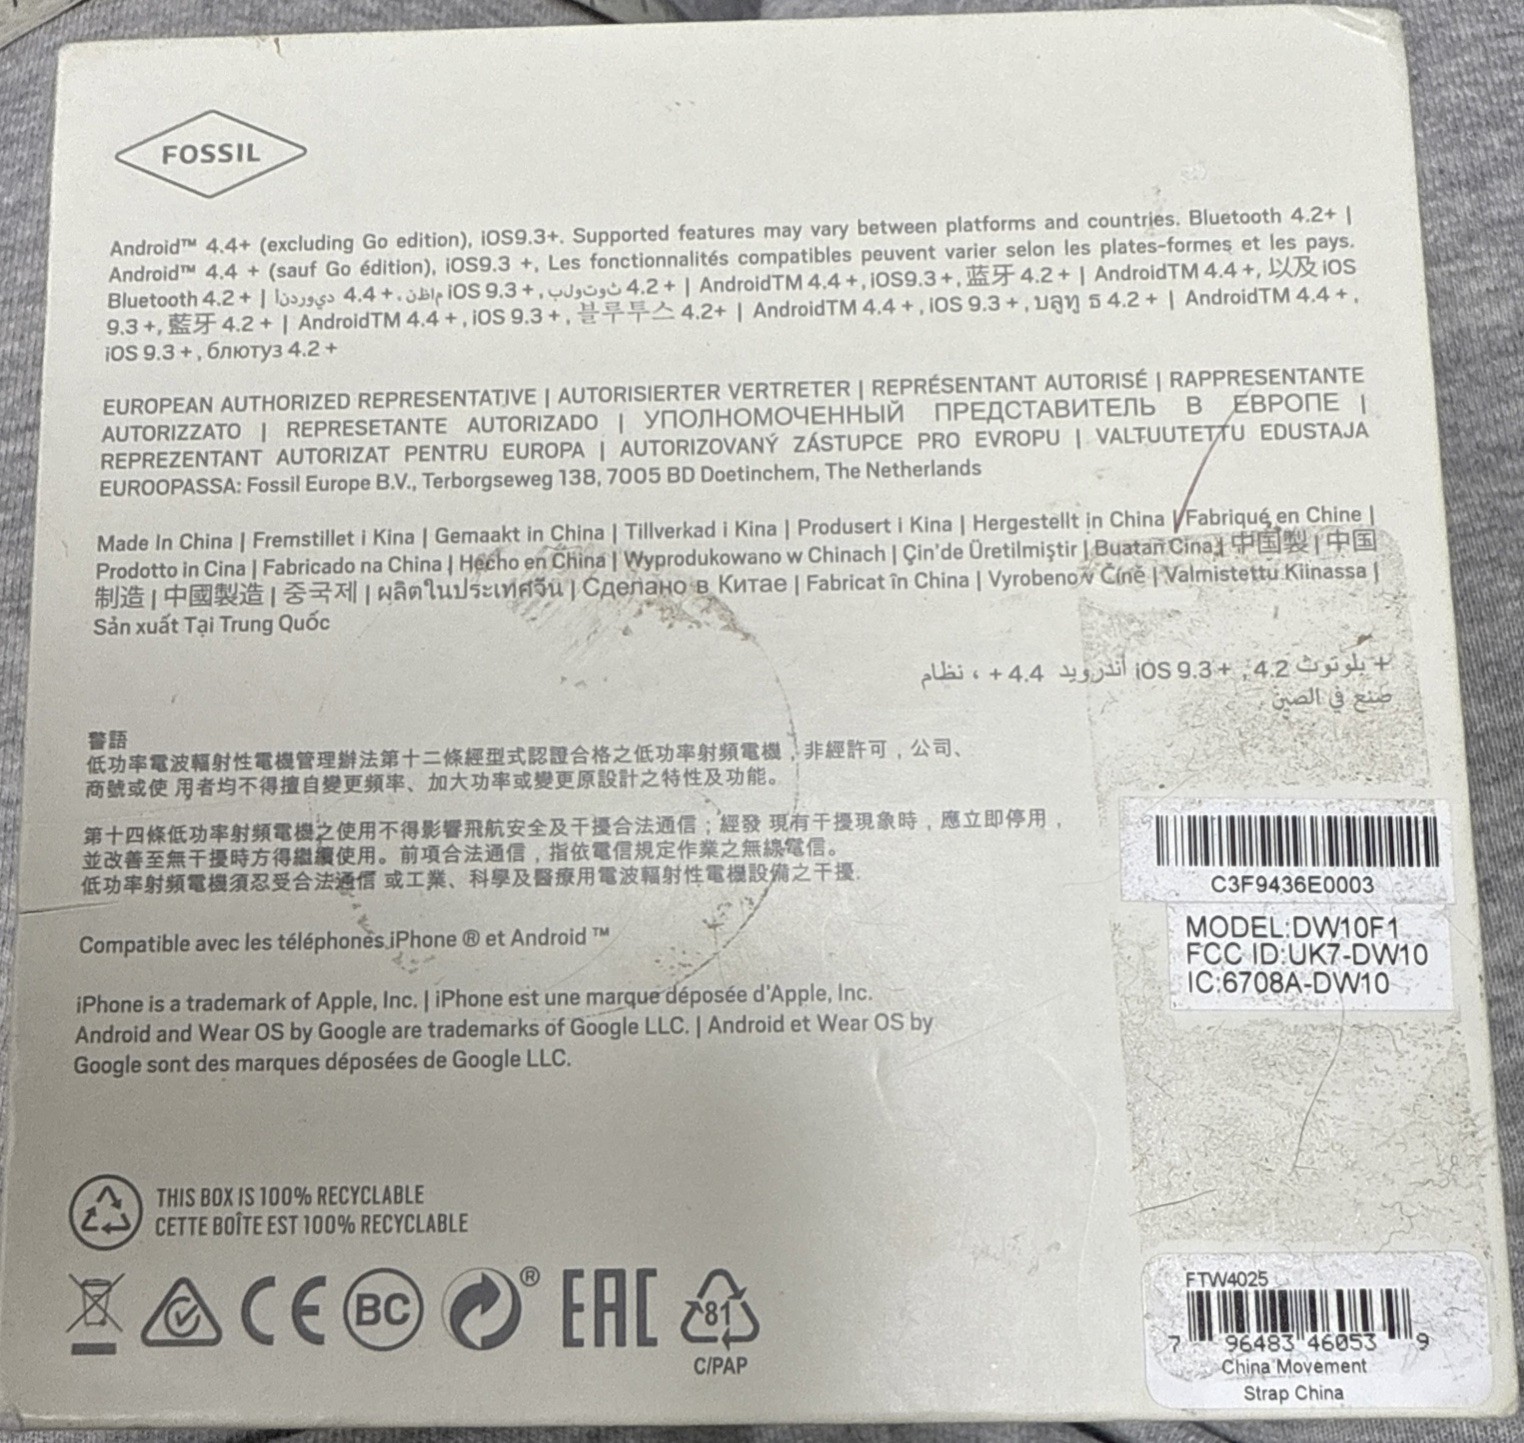 FOSSIL
Android™ 4.4+ (excluding Go edition), iOS9.3+. Supported features may vary between platforms and countries. Bluetooth 4.2+ |
Android™ 4.4 + (sauf Go édition), iOS9.3 +, Les fonctionnalités compatibles peuvent varier selon les plates-formes et les pays.
Bluetooth 4.2 + | ديوردنأ 4.4 +، ماظن iOS 9.3 +, ثوتولب 4.2 + | AndroidTM 4.4 +, iOS9.3 +, 蓝牙 4.2 + | AndroidTM 4.4 +, 以及 iOS
9.3 +, 藍牙 4.2 + | AndroidTM 4.4 +, iOS 9.3 +, 블루투스 4.2+ | AndroidTM 4.4 +, iOS 9.3 +, บลูทู ธ 4.2 + | AndroidTM 4.4 +,
iOS 9.3 +, блютуз 4.2 +
EUROPEAN AUTHORIZED REPRESENTATIVE | AUTORISIERTER VERTRETER | REPRÉSENTANT AUTORISÉ | RAPPRESENTANTE
AUTORIZZATO | REPRESETANTE AUTORIZADO | УПОЛНОМОЧЕННЫЙ ПРЕДСТАВИТЕЛЬ В ЕВРОПЕ |
REPREZENTANT AUTORIZAT PENTRU EUROPA | AUTORIZOVANÝ ZÁSTUPCE PRO EVROPU | VALTUUTETTU EDUSTAJA
EUROOPASSA: Fossil Europe B.V., Terborgseweg 138, 7005 BD Doetinchem, The Netherlands
Made In China | Fremstillet i Kina | Gemaakt in China | Tillverkad i Kina | Produsert i Kina | Hergestellt in China | Fabriqué en Chine |
Prodotto in Cina | Fabricado na China | Hecho en China | Wyprodukowano w Chinach | Çin'de Üretilmiştir | Buatan Cina | 中国製 | 中国
制造 | 中國製造 | 중국제 | ผลิตในประเทศจีน | Сделано в Китае | Fabricat în China | Vyrobeno v Číně | Valmistettu Kiinassa |
Sản xuất Tại Trung Quốc
أندرويد 4.4 + ، نظام iOS 9.3 + ; بلوتوث 4.2 +
صنع في الصين
警語
低功率電波輻射性電機管理辦法第十二條經型式認證合格之低功率射頻電機，非經許可，公司、
商號或使 用者均不得擅自變更頻率、加大功率或變更原設計之特性及功能。
第十四條低功率射頻電機之使用不得影響飛航安全及干擾合法通信；經發 現有干擾現象時，應立即停用，
並改善至無干擾時方得繼續使用。前項合法通信，指依電信規定作業之無線電信。
低功率射頻電機須忍受合法通信 或工業、科學及醫療用電波輻射性電機設備之干擾.
C3F9436E0003
MODEL:DW10F1
FCC ID:UK7-DW10
IC:6708A-DW10
Compatible avec les téléphones iPhone ® et Android ™
iPhone is a trademark of Apple, Inc. | iPhone est une marque déposée d'Apple, Inc.
Android and Wear OS by Google are trademarks of Google LLC. | Android et Wear OS by
Google sont des marques déposées de Google LLC.
THIS BOX IS 100% RECYCLABLE
CETTE BOÎTE EST 100% RECYCLABLE
CE BC ® EAC 81
C/PAP
FTW4025
7 96483 46053 9
China Movement
Strap China